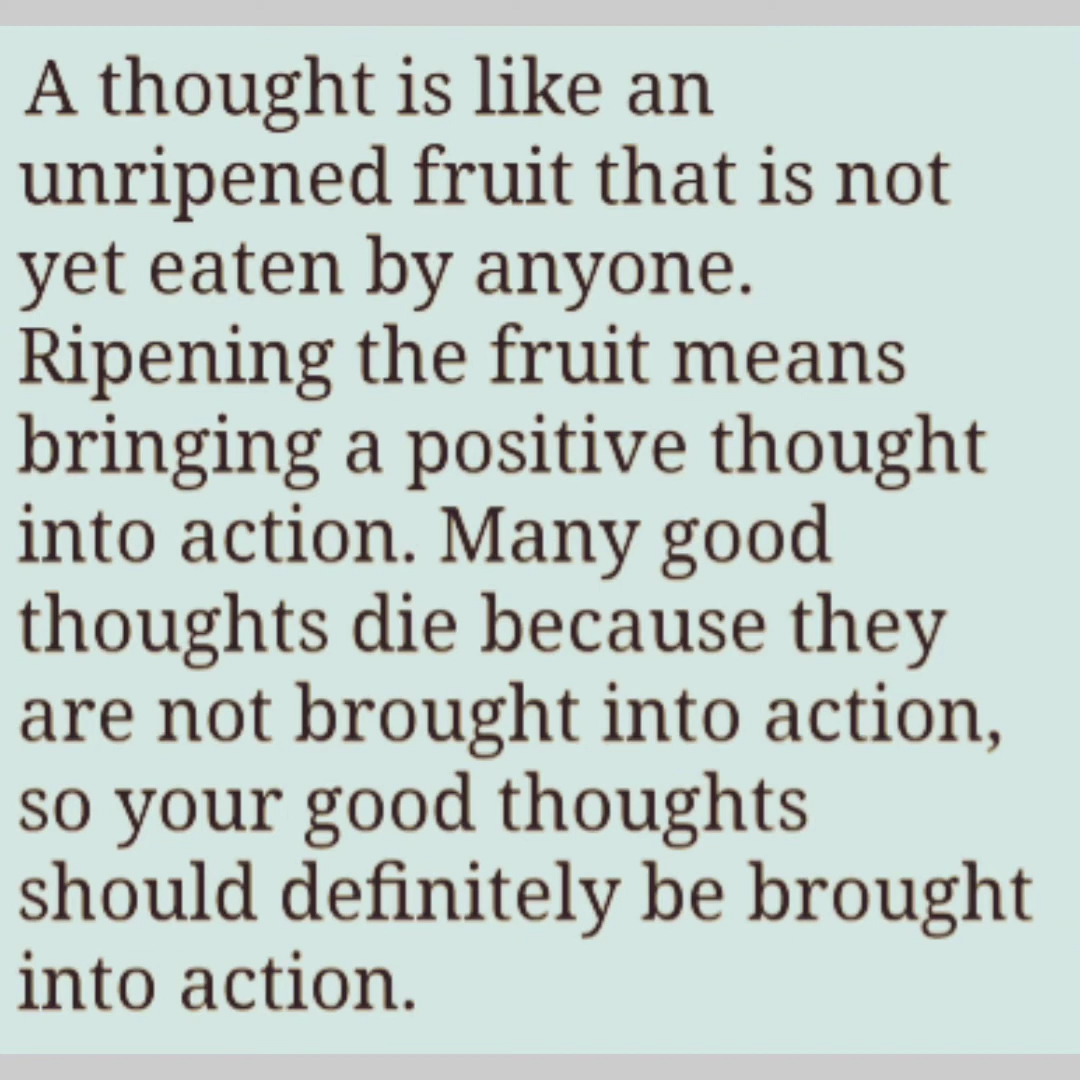 A thought is like an
unripened fruit that is not
yet eaten by anyone.
Ripening the fruit means
bringing a positive thought
into action. Many good
thoughts die because they
are not brought into action,
so your good thoughts
should definitely be brought
into action.